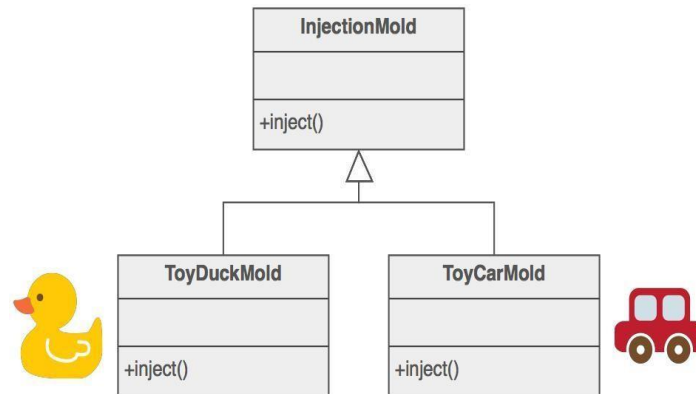 InjectionMold
+inject()
ToyDuckMold
+inject()
ToyCarMold
+inject()